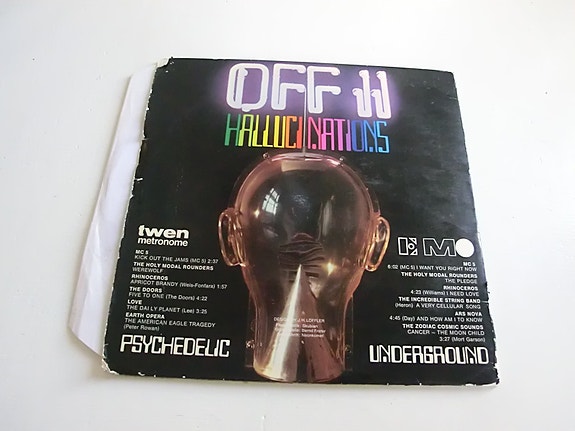 OFF II
HALLUCINATIONS
twen
metronome
MC 5
KICK OUT THE JAMS (MC 5) 2:37
THE HOLY MODAL ROUNDERS
WEREWOLF
RHINOCEROS
APRICOT BRANDY (Weis-Fonfara) 1:57
THE DOORS
FIVE TO ONE (The Doors) 4:22
LOVE
THE DAILY PLANET (Lee) 3:25
EARTH OPERA
THE AMERICAN EAGLE TRAGEDY
(Peter Rowan)
PSYCHEDELIC
MC 5
6:02 (MC 5) I WANT YOU RIGHT NOW
THE HOLY MODAL ROUNDERS
THE PLEDGE
RHINOCEROS
4:23 (Williams) I NEED LOVE
THE INCREDIBLE STRING BAND
(Heron) A VERY CELLULAR SONG
ARS NOVA
4:45 (Day) AND HOW AM I TO KNOW
THE ZODIAC COSMIC SOUNDS
CANCER – THE MOON CHILD
3:27 (Mort Garson)
UNDERGROUND